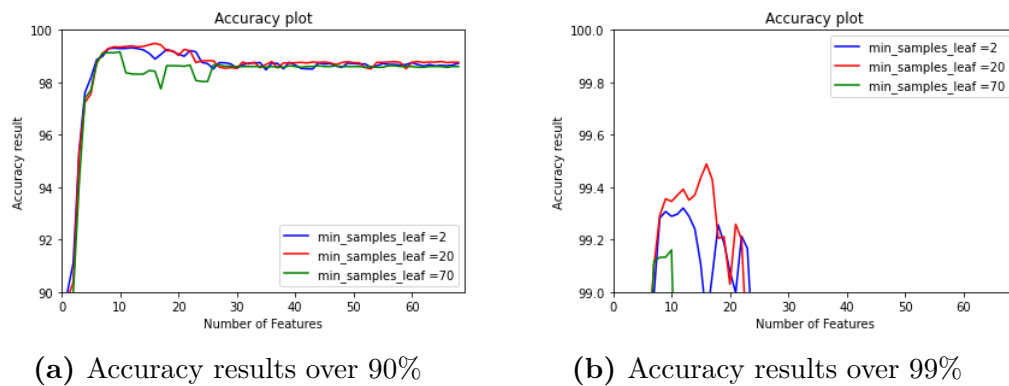 Accuracy plot
100
98
96
94
92
90
Accuracy result
min_samples_leaf =2
min_samples_leaf =20
min_samples_leaf =70
0 10 20 30 40 50 60
Number of Features
(a) Accuracy results over 90%
Accuracy plot
100.0
99.8
99.6
99.4
99.2
99.0
Accuracy result
min_samples_leaf =2
min_samples_leaf =20
min_samples_leaf =70
0 10 20 30 40 50 60
Number of Features
(b) Accuracy results over 99%